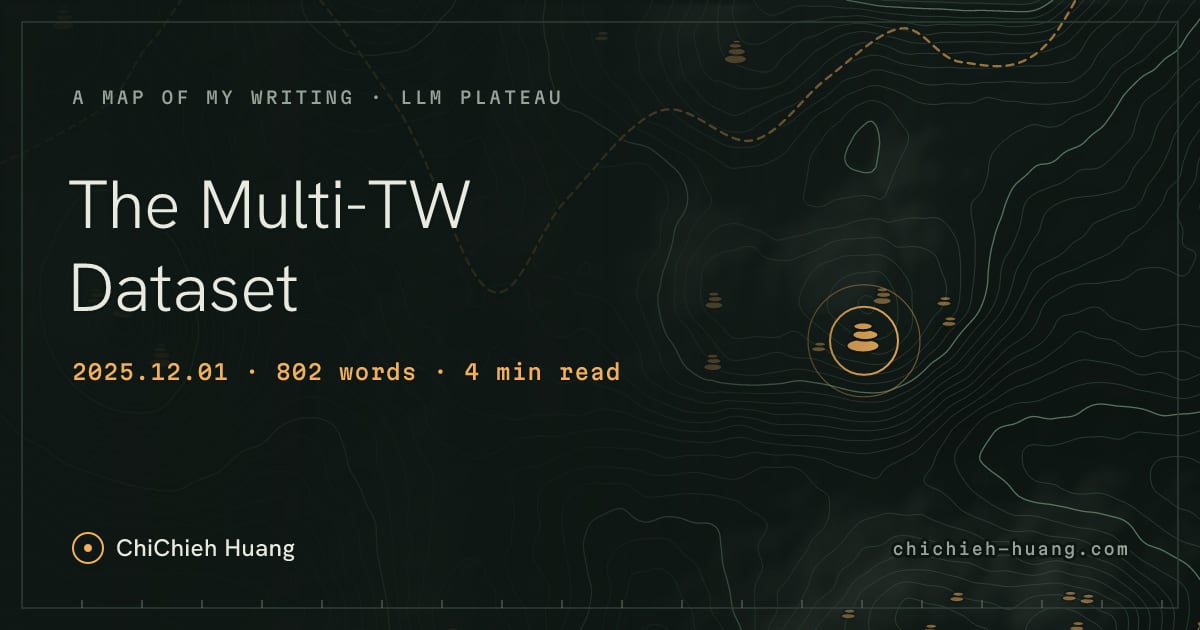 A MAP OF MY WRITING · LLM PLATEAU
The Multi-TW
Dataset
2025.12.01 · 802 words · 4 min read
ChiChieh Huang
chichieh-huang.com